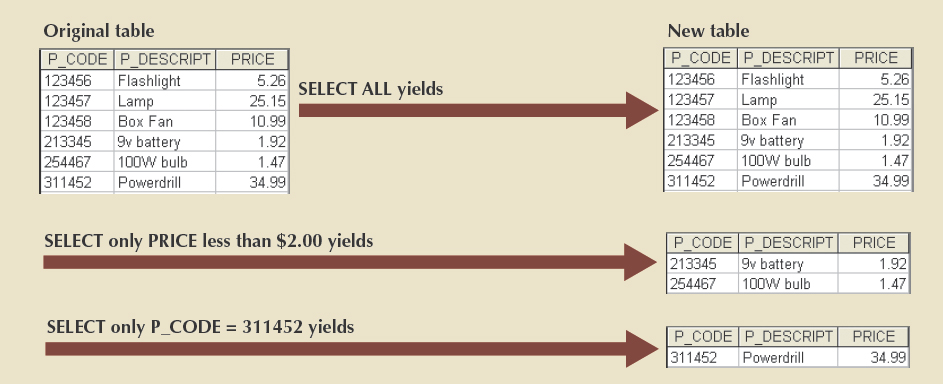 Original table
P_CODE P_DESCRIPT PRICE
123456 Flashlight 5.26
123457 Lamp 25.15
123458 Box Fan 10.99
213345 9v battery 1.92
254467 100W bulb 1.47
311452 Powerdrill 34.99
SELECT ALL yields
New table
P_CODE P_DESCRIPT PRICE
123456 Flashlight 5.26
123457 Lamp 25.15
123458 Box Fan 10.99
213345 9v battery 1.92
254467 100W bulb 1.47
311452 Powerdrill 34.99
SELECT only PRICE less than $2.00 yields
P_CODE P_DESCRIPT PRICE
213345 9v battery 1.92
254467 100W bulb 1.47
SELECT only P_CODE = 311452 yields
P_CODE P_DESCRIPT PRICE
311452 Powerdrill 34.99